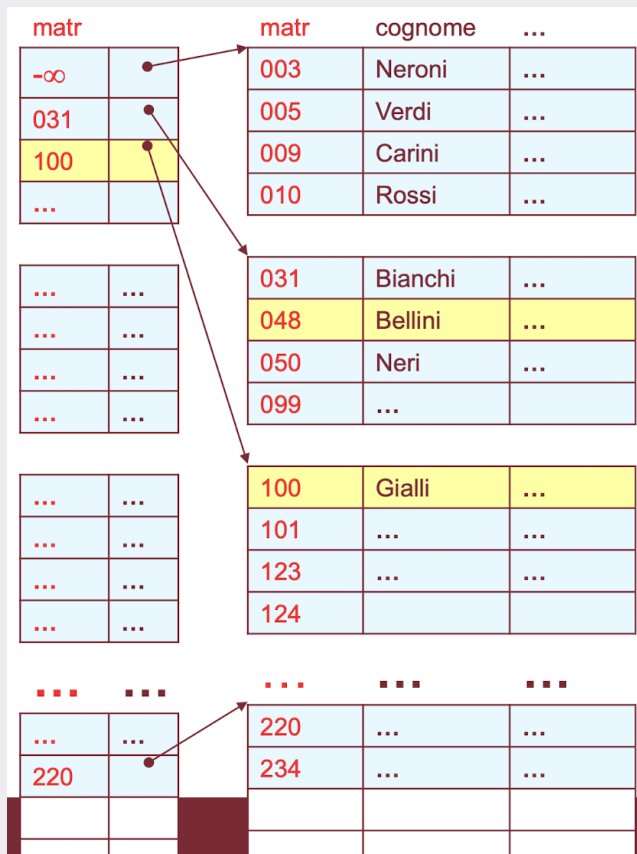 matr
-∞
031
100
...
... ...
... ...
... ...
... ...
... ...
... ...
... ...
... ...
... ...
... ...
220
matr cognome ...
003 Neroni ...
005 Verdi ...
009 Carini ...
010 Rossi ...
031 Bianchi ...
048 Bellini ...
050 Neri ...
099 ...
100 Gialli ...
101 ... ...
123 ... ...
124
... ... ...
220 ... ...
234 ... ...